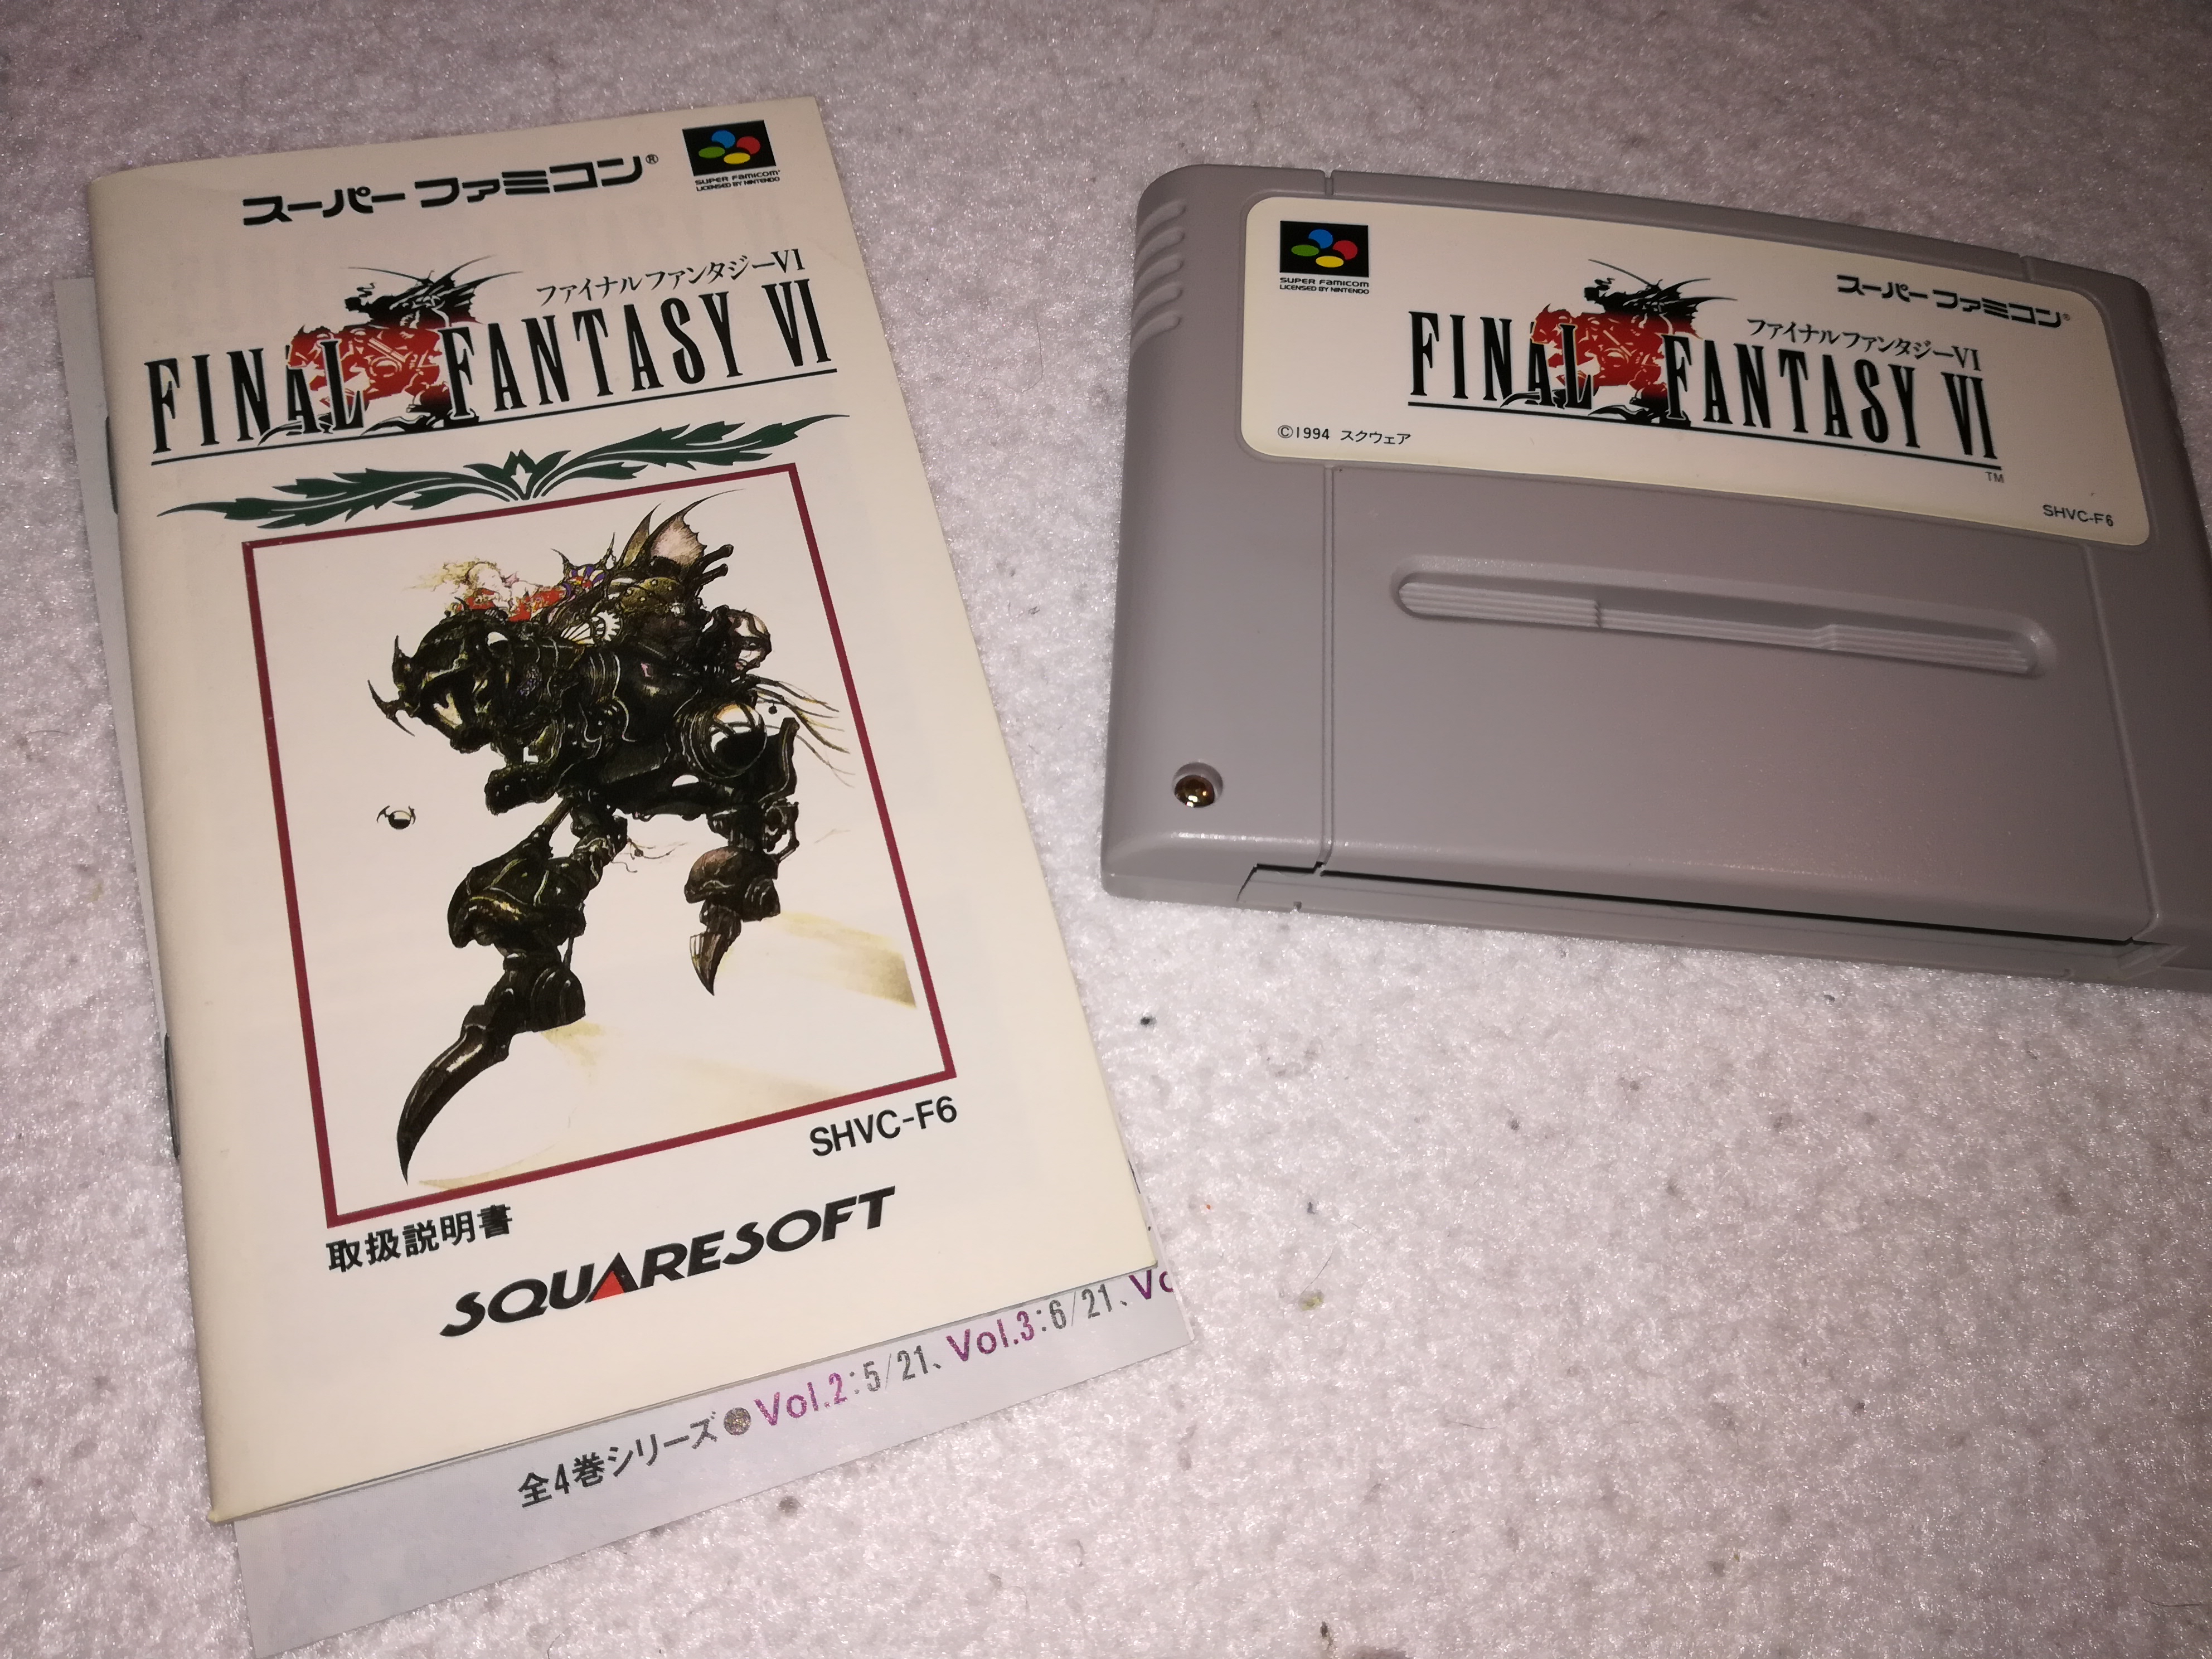 スーパーファミコン®
SUPER FAMICOM
LICENSED BY NINTENDO
ファイナルファンタジーVI
FINAL FANTASY VI
SHVC-F6
取扱説明書
SQUARESOFT
全4巻シリーズ●Vol.2:5/21、Vol.3:6/21、Vo
SUPER FAMICOM
LICENSED BY NINTENDO
スーパーファミコン®
ファイナルファンタジーVI
FINAL FANTASY VI
TM
©1994 スクウェア
SHVC-F6